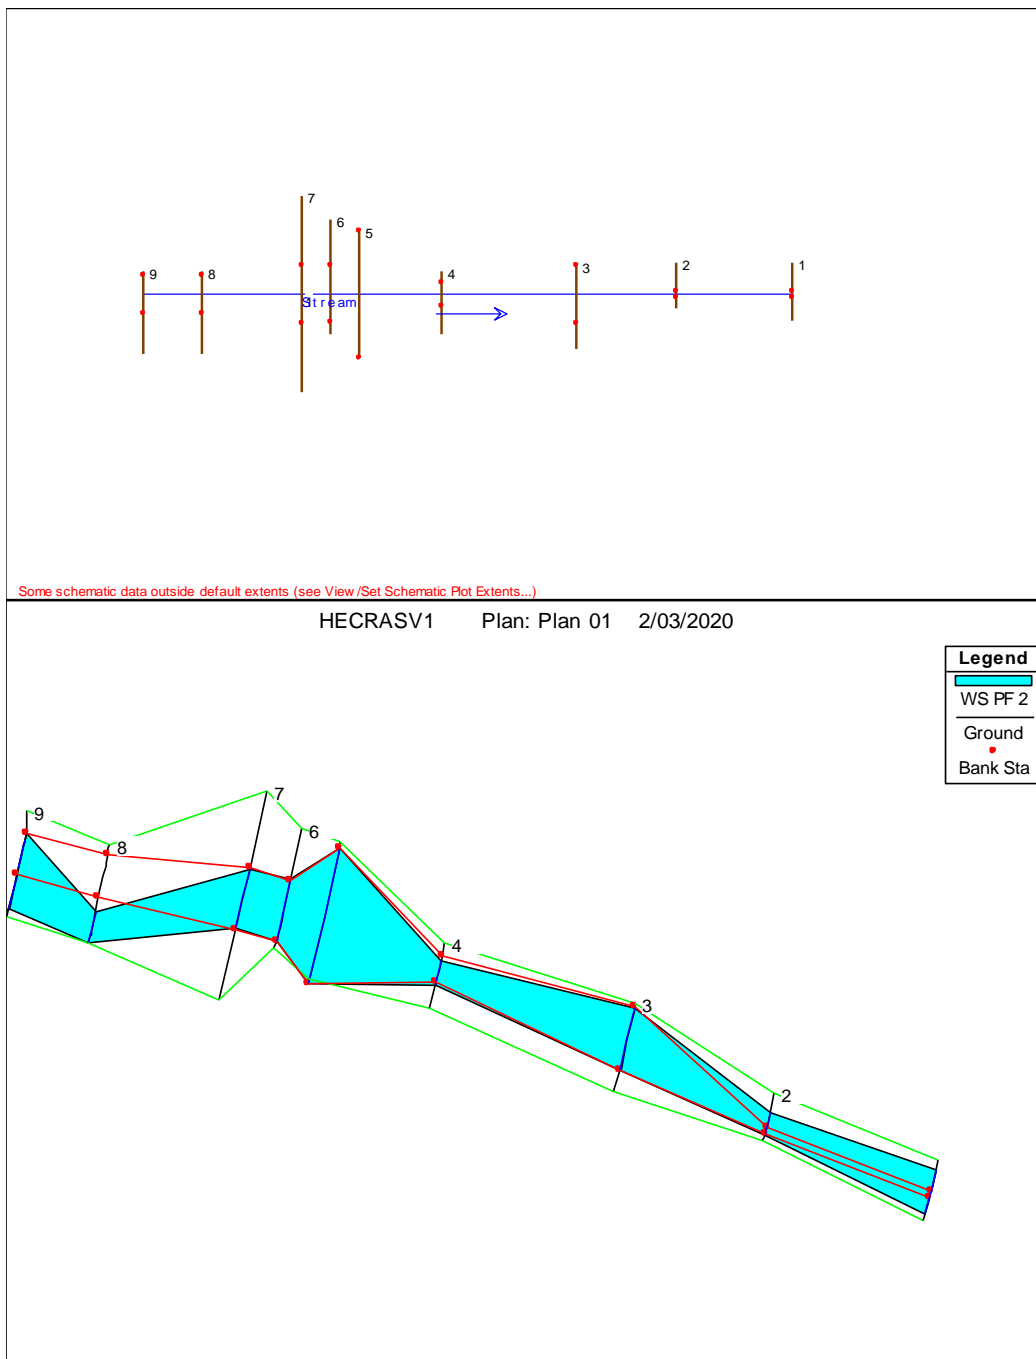 7
6
5
9
8
4
3
2
1
Stream
Some schematic data outside default extents (see View/Set Schematic Plot Extents...)
HECRASV1 Plan: Plan 01 2/03/2020
Legend
WS PF 2
Ground
Bank Sta
7
9
6
8
4
3
2